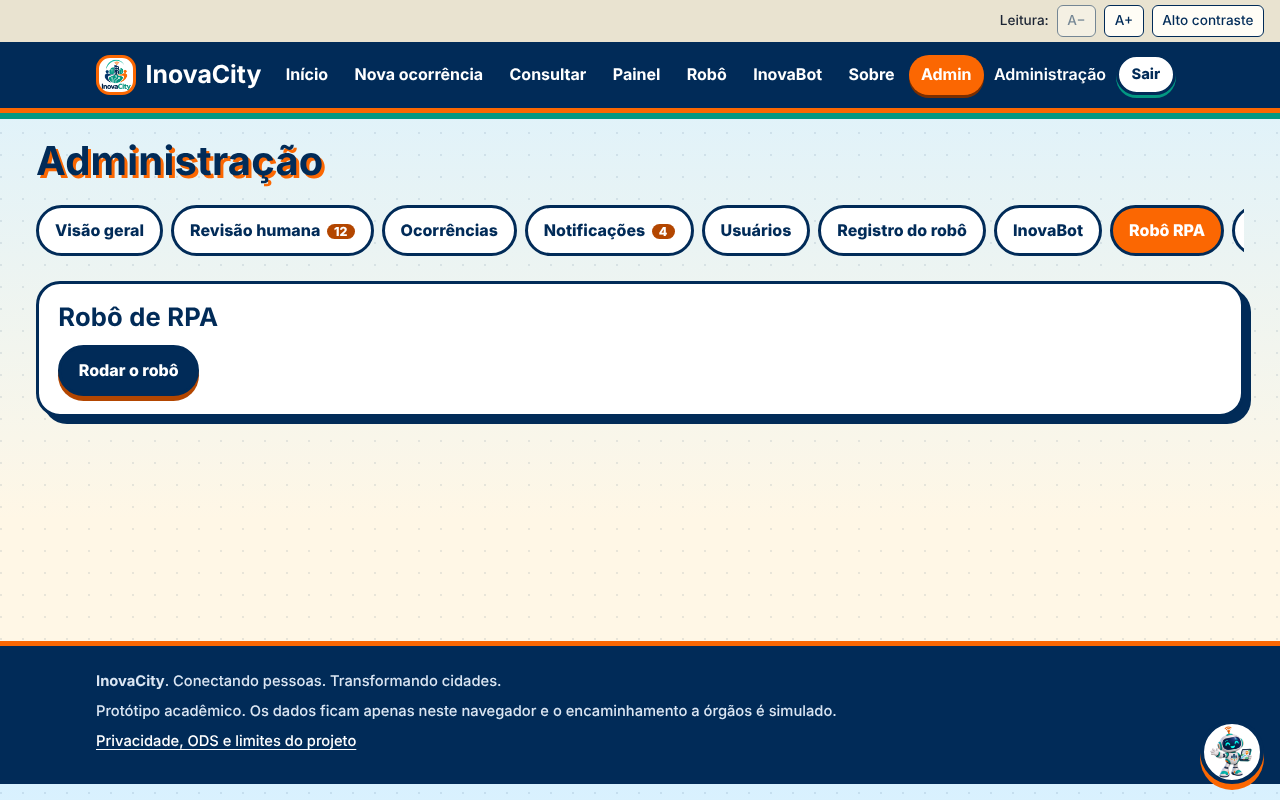 Leitura: A− A+ Alto contraste
InovaCity InovaCity Início Nova ocorrência Consultar Painel Robô InovaBot Sobre Admin Administração Sair
Administração
Visão geral Revisão humana 12 Ocorrências Notificações 4 Usuários Registro do robô InovaBot Robô RPA
Robô de RPA
Rodar o robô
InovaCity. Conectando pessoas. Transformando cidades.
Protótipo acadêmico. Os dados ficam apenas neste navegador e o encaminhamento a órgãos é simulado.
Privacidade, ODS e limites do projeto